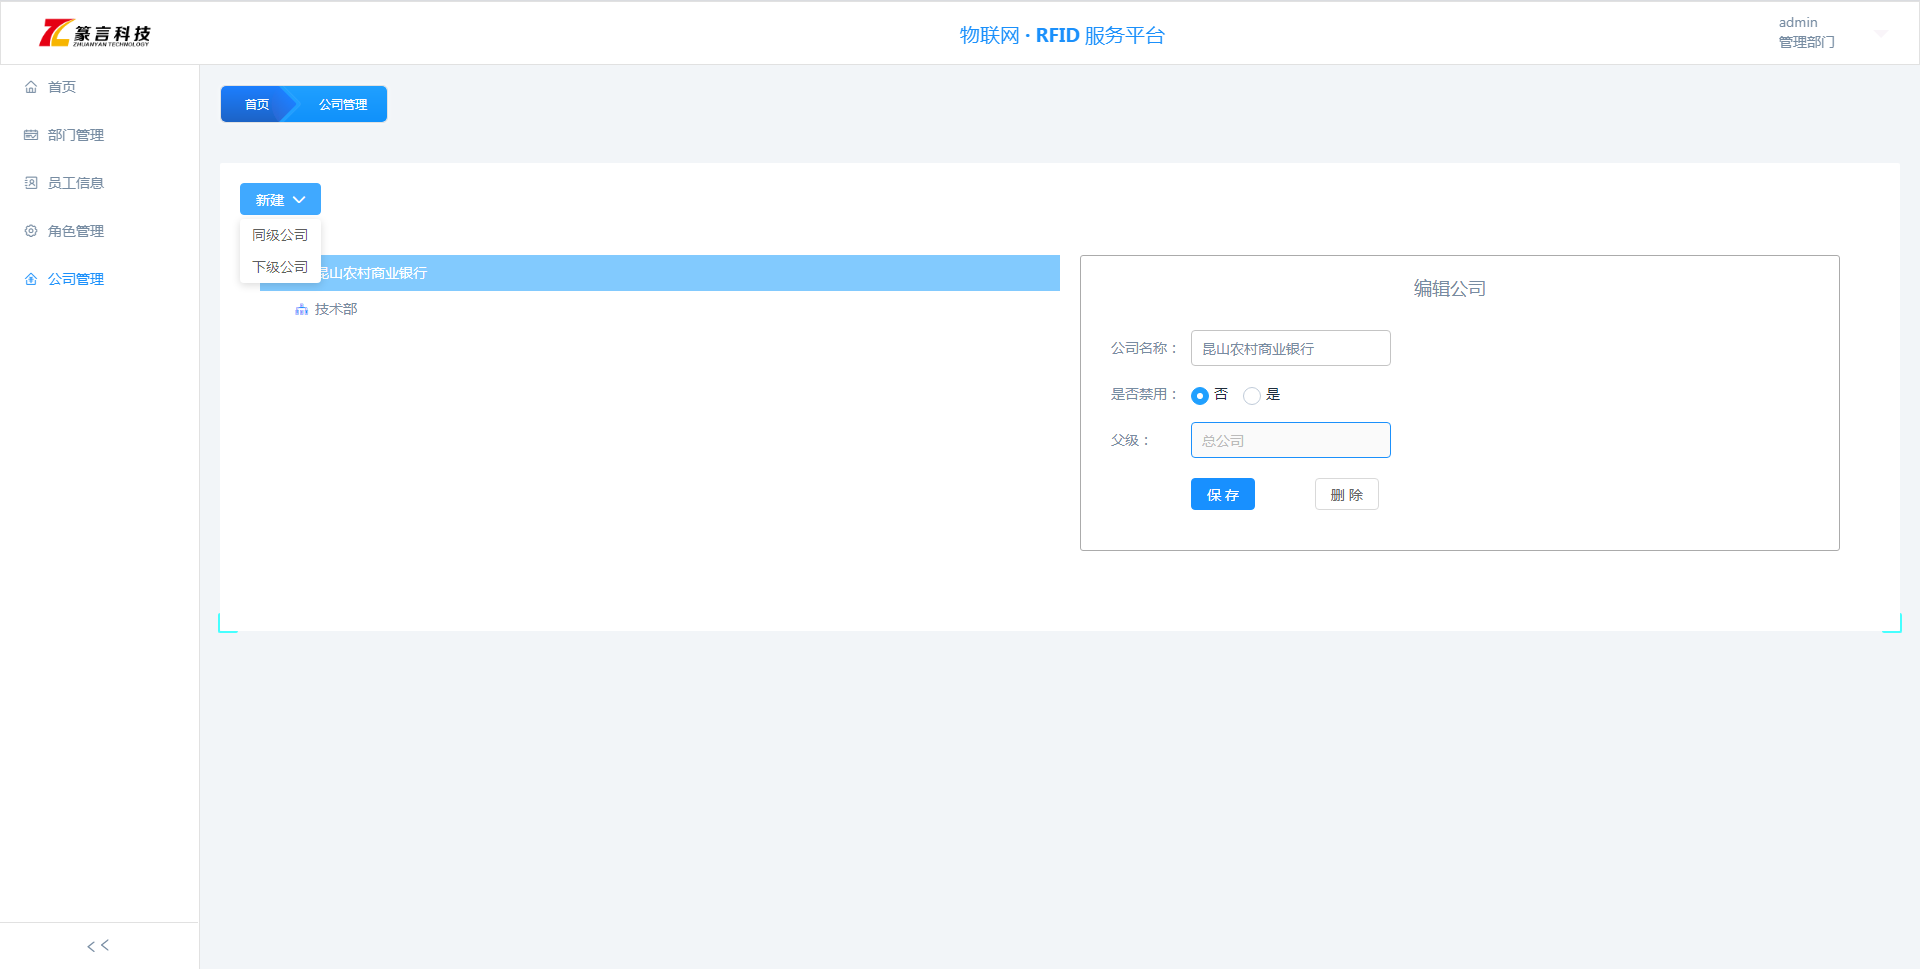 篆言科技
ZHUANYAN TECHNOLOGY
物联网 · RFID 服务平台
admin
管理部门
首页
部门管理
员工信息
角色管理
公司管理
首页
公司管理
新建
同级公司
下级公司
昆山农村商业银行
技术部
编辑公司
公司名称：
昆山农村商业银行
是否禁用：
否
是
父级：
总公司
保 存
删 除
<<